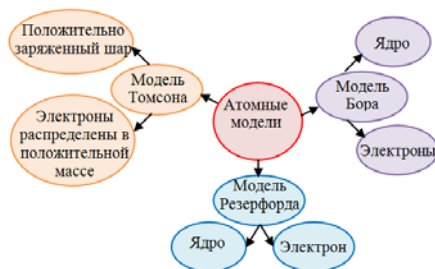 Положительно
заряженный шар
Модель
Томсона
Электроны
распределены в
положительной
массе
Атомные
модели
Ядро
Модель
Бора
Электроны
Модель
Резерфорда
Ядро
Электрон